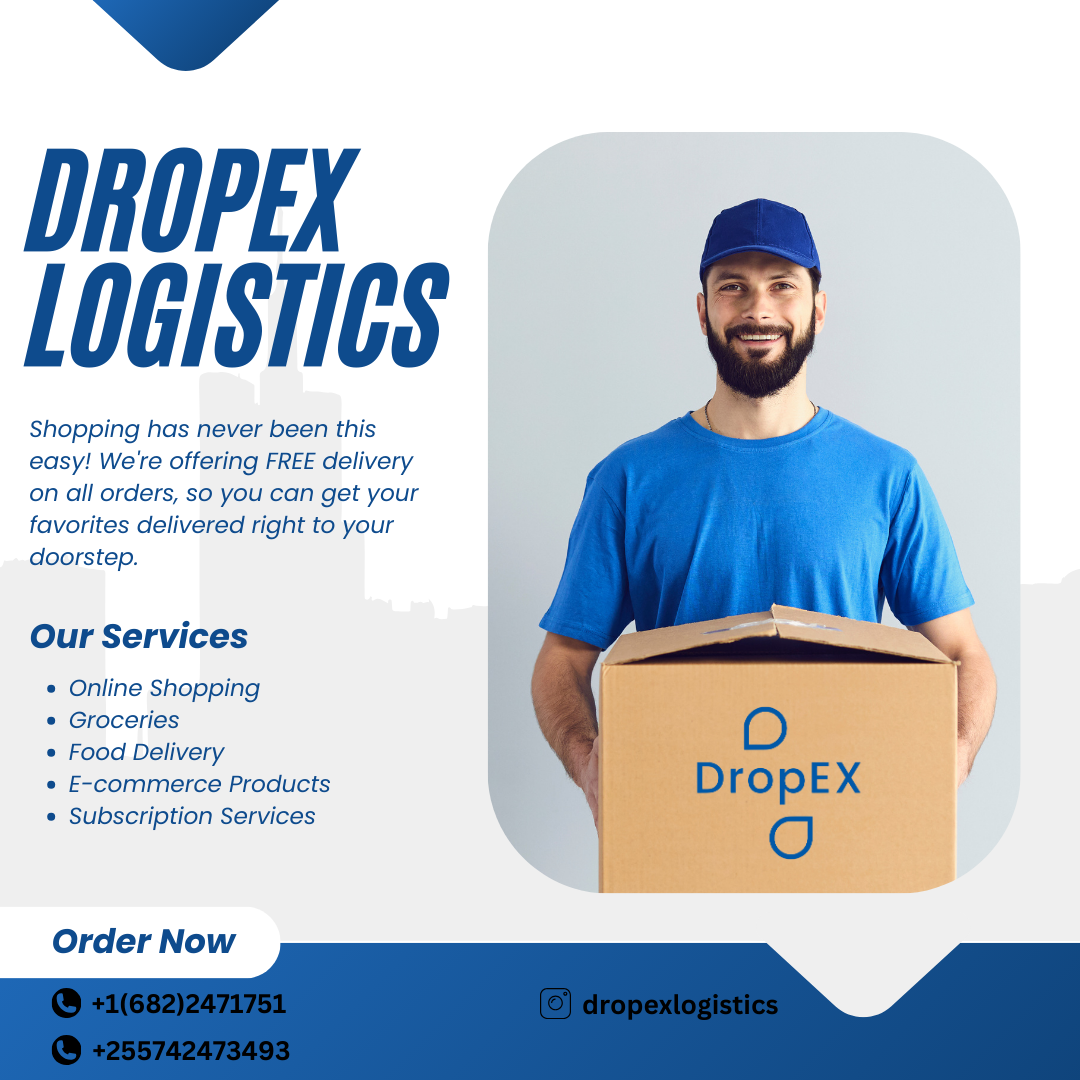 DROPEX
LOGISTICS
Shopping has never been this
easy! We're offering FREE delivery
on all orders, so you can get your
favorites delivered right to your
doorstep.
Our Services
• Online Shopping
• Groceries
• Food Delivery
• E-commerce Products
• Subscription Services
DropEX
Order Now
+1(682)2471751
+255742473493
dropexlogistics